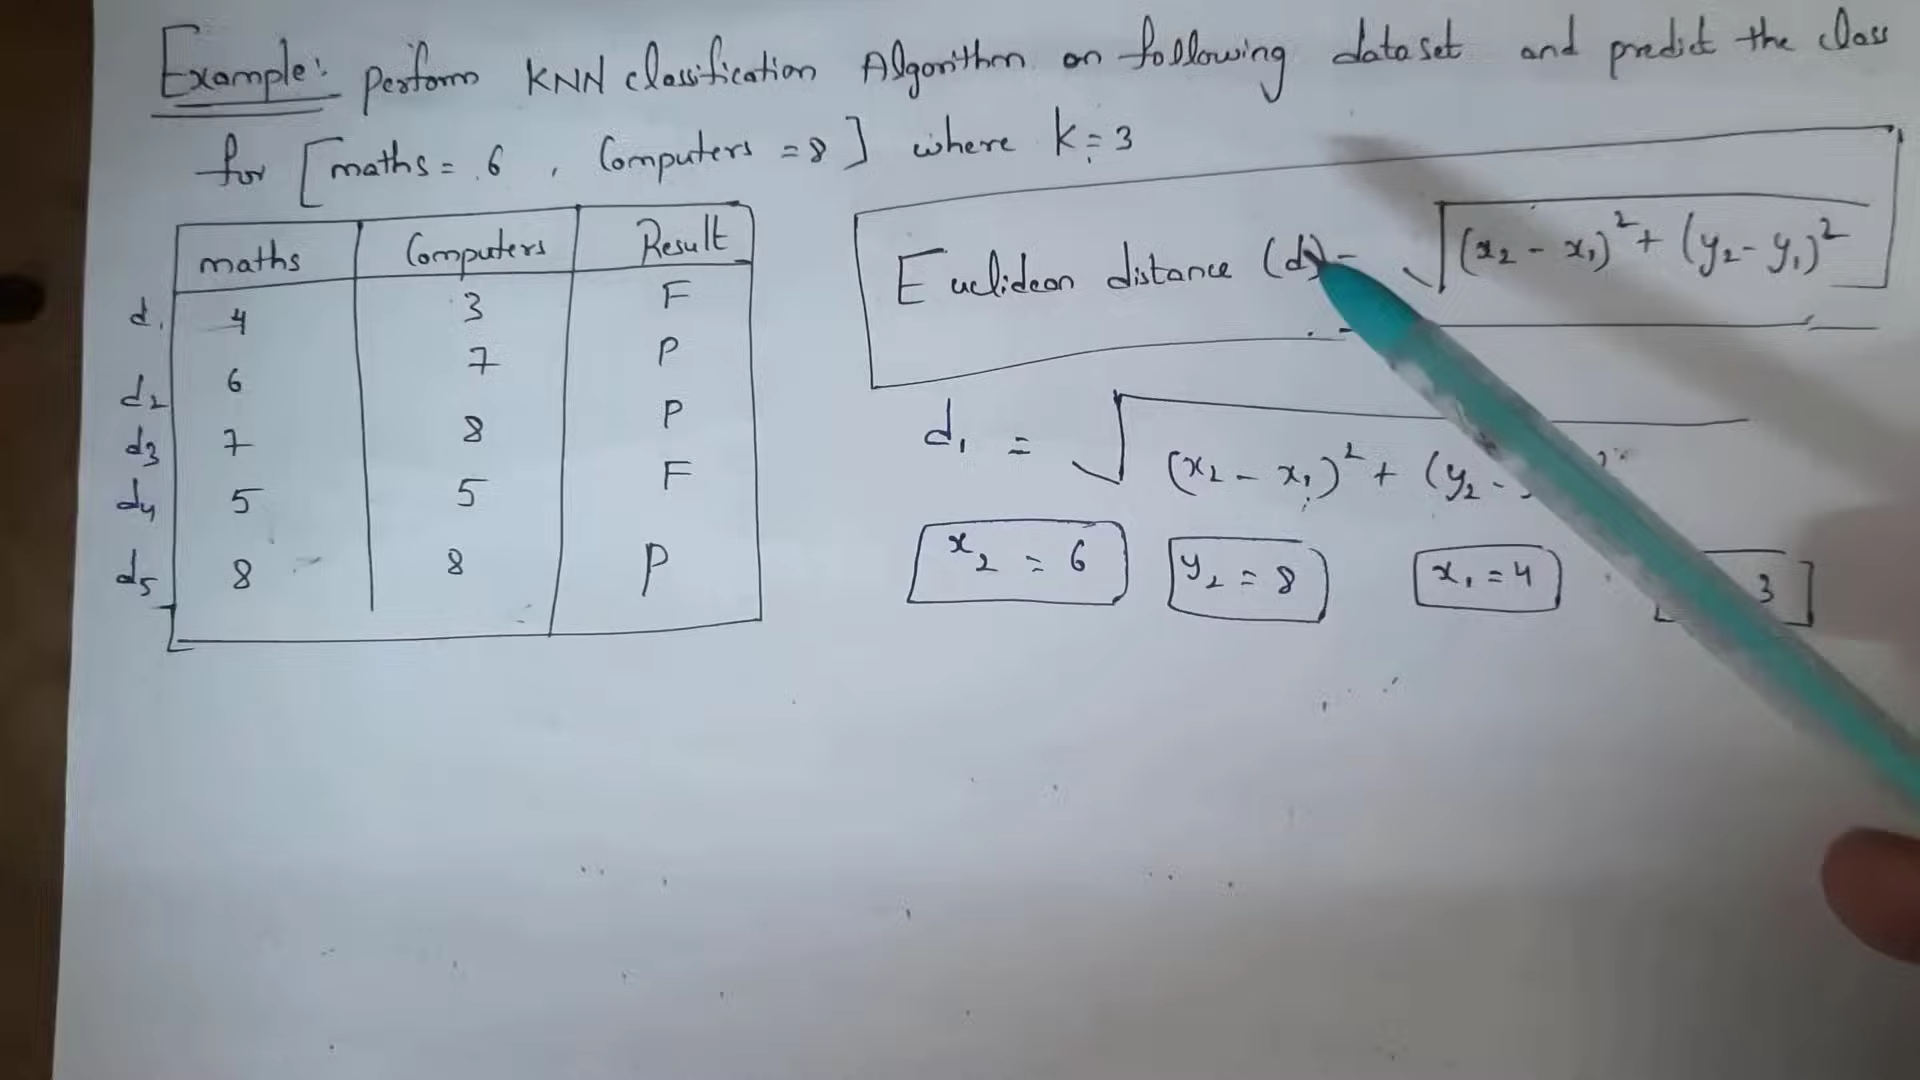 Example: perform KNN classification Algorithm on following dataset and predict the class
for [maths = 6, Computers = 8] where K = 3
maths Computers Result
d₁ 4 3 F
d₂ 6 7 P
d₃ 7 8 P
d₄ 5 5 F
d₅ 8 8 P
Euclidean distance (d) = √(x₂ - x₁)² + (y₂ - y₁)²
d₁ = √(x₂ - x₁)² + (y₂ -
x₂ = 6 y₂ = 8 x₁ = 4 3